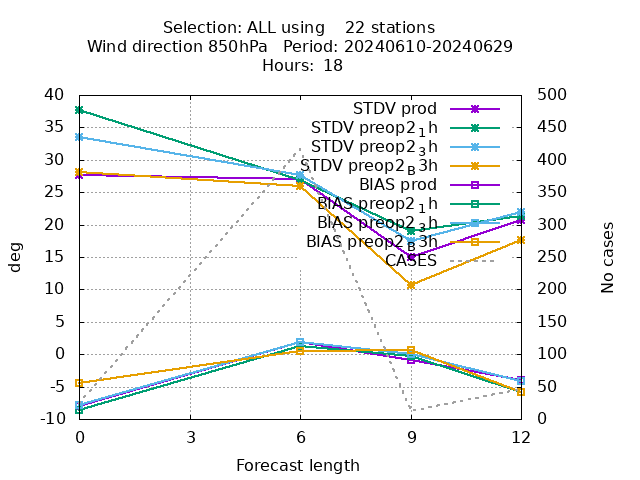 Selection: ALL using    22 stations
Wind direction 850hPa   Period: 20240610-20240629
Hours: 18
40
35
30
25
20
15
10
5
0
-5
-10
deg
STDV prod
STDV preop2₁h
STDV preop2₃h
STDV preop2_B3h
BIAS prod
BIAS preop2₁h
BIAS preop2₃h
BIAS preop2_B3h
CASES
500
450
400
350
300
250
200
150
100
50
0
No cases
0 3 6 9 12
Forecast length